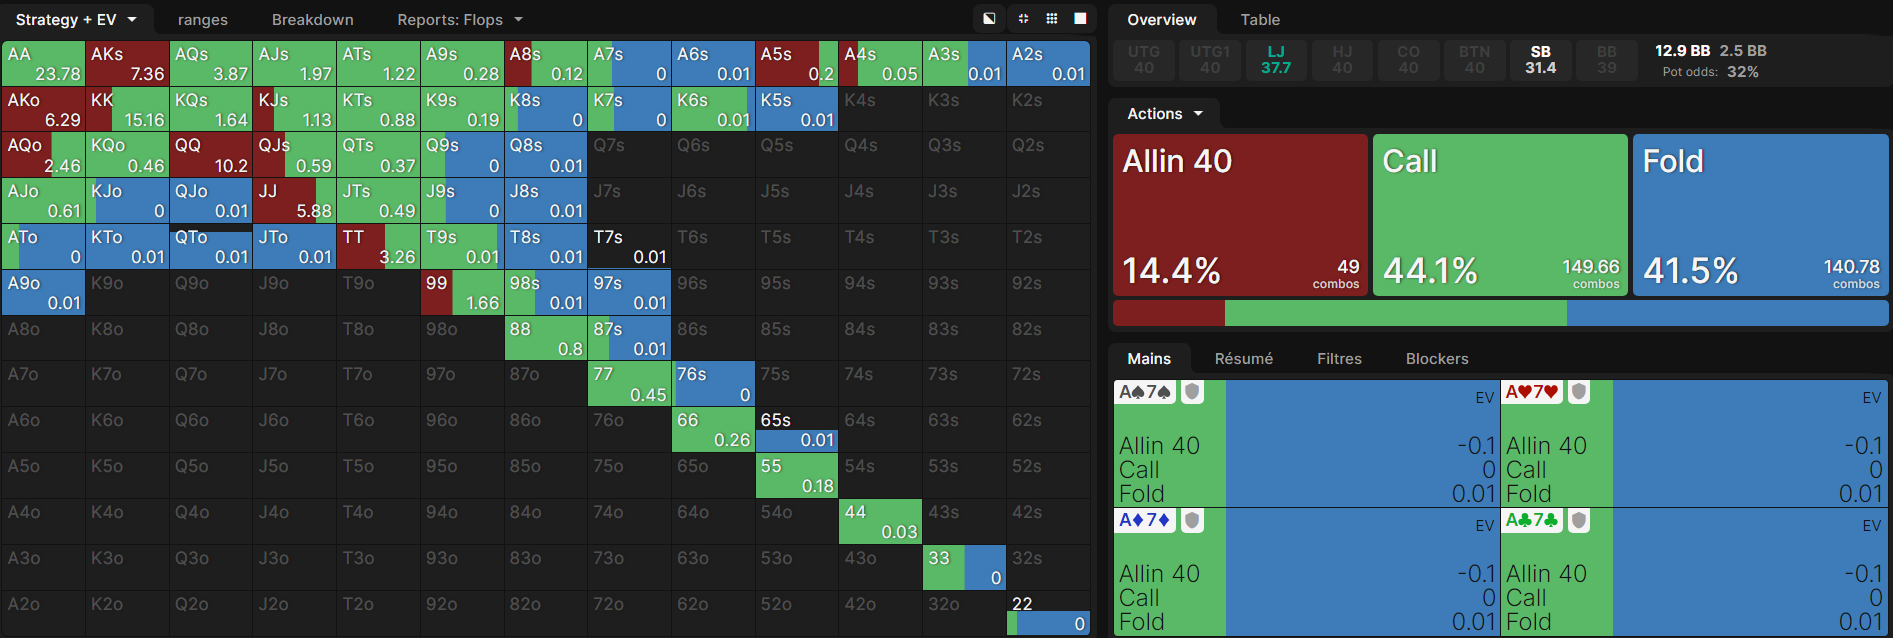 Strategy + EV ranges Breakdown Reports: Flops
AA AKs AQs AJs ATs A9s A8s A7s A6s A5s A4s A3s A2s
23.78 7.36 3.87 1.97 1.22 0.28 0.12 0 0.01 0.2 0.05 0.01 0.01
AKo KK KQs KJs KTs K9s K8s K7s K6s K5s K4s K3s K2s
6.29 15.16 1.64 1.13 0.88 0.19 0 0 0.01 0.01
AQo KQo QQ QJs QTs Q9s Q8s Q7s Q6s Q5s Q4s Q3s Q2s
2.46 0.46 10.2 0.59 0.37 0 0.01
AJo KJo QJo JJ JTs J9s J8s J7s J6s J5s J4s J3s J2s
0.61 0 0.01 5.88 0.49 0 0.01
ATo KTo QTo JTo TT T9s T8s T7s T6s T5s T4s T3s T2s
0 0.01 0.01 0.01 3.26 0.01 0.01 0.01
A9o K9o Q9o J9o T9o 99 98s 97s 96s 95s 94s 93s 92s
0.01 1.66 0.01 0.01
A8o K8o Q8o J8o T8o 98o 88 87s 86s 85s 84s 83s 82s
0.8 0.01
A7o K7o Q7o J7o T7o 97o 87o 77 76s 75s 74s 73s 72s
0.45 0
A6o K6o Q6o J6o T6o 96o 86o 76o 66 65s 64s 63s 62s
0.26 0.01
A5o K5o Q5o J5o T5o 95o 85o 75o 65o 55 54s 53s 52s
0.18
A4o K4o Q4o J4o T4o 94o 84o 74o 64o 54o 44 43s 42s
0.03
A3o K3o Q3o J3o T3o 93o 83o 73o 63o 53o 43o 33 32s
0
A2o K2o Q2o J2o T2o 92o 82o 72o 62o 52o 42o 32o 22
0
Overview Table
UTG UTG1 LJ HJ CO BTN SB BB
40 40 37.7 40 40 40 31.4 39
12.9 BB 2.5 BB
Pot odds: 32%
Actions
Allin 40 Call Fold
14.4% 49 combos 44.1% 149.66 combos 41.5% 140.78 combos
Mains Résumé Filtres Blockers
A♠7♠ EV A♥7♥ EV
Allin 40 -0.1 Allin 40 -0.1
Call 0 Call 0
Fold 0.01 Fold 0.01
A♦7♦ EV A♣7♣ EV
Allin 40 -0.1 Allin 40 -0.1
Call 0 Call 0
Fold 0.01 Fold 0.01